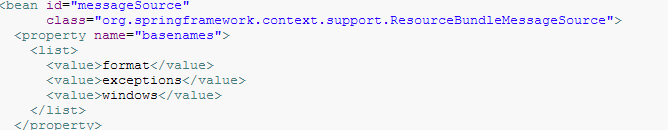 <bean id="messageSource"
class="org.springframework.context.support.ResourceBundleMessageSource">
<property name="basenames">
<list>
<value>format</value>
<value>exceptions</value>
<value>windows</value>
</list>
</property>